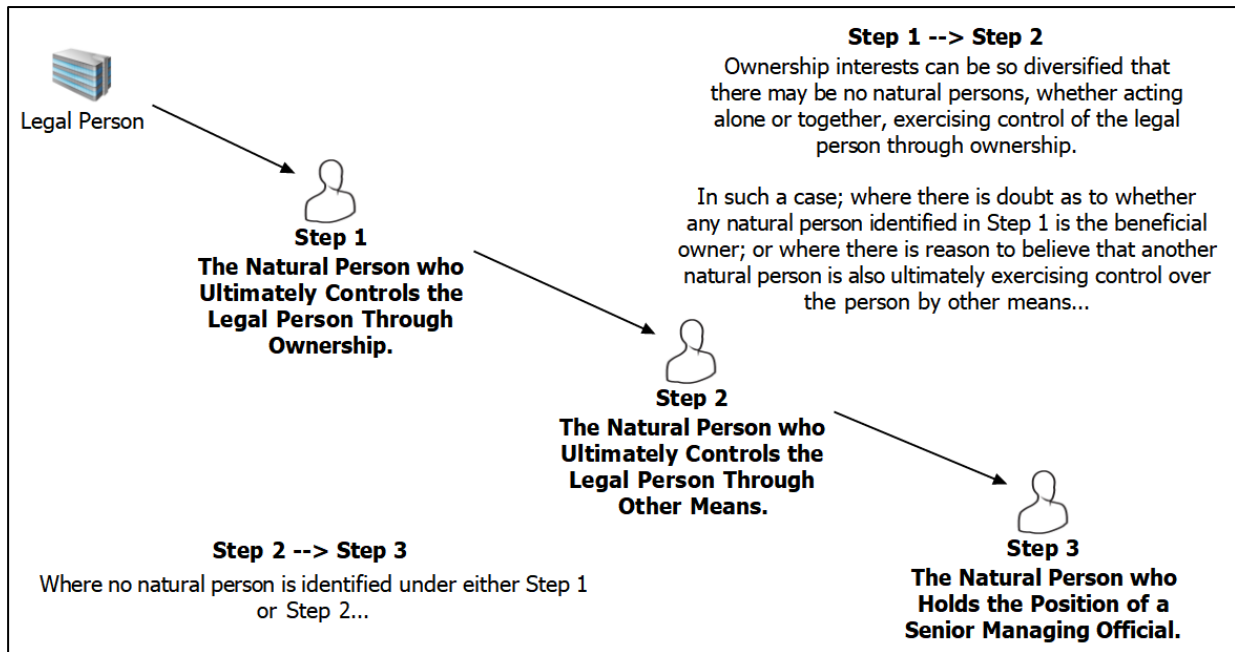 Legal Person
Step 1
The Natural Person who
Ultimately Controls the
Legal Person Through
Ownership.
Step 1 --> Step 2
Ownership interests can be so diversified that
there may be no natural persons, whether acting
alone or together, exercising control of the legal
person through ownership.
In such a case; where there is doubt as to whether
any natural person identified in Step 1 is the beneficial
owner; or where there is reason to believe that another
natural person is also ultimately exercising control over
the person by other means...
Step 2
The Natural Person who
Ultimately Controls the
Legal Person Through
Other Means.
Step 2 --> Step 3
Where no natural person is identified under either Step 1
or Step 2...
Step 3
The Natural Person who
Holds the Position of a
Senior Managing Official.